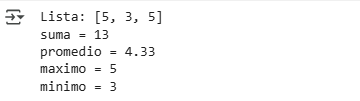 Lista: [5, 3, 5]
suma = 13
promedio = 4.33
maximo = 5
minimo = 3